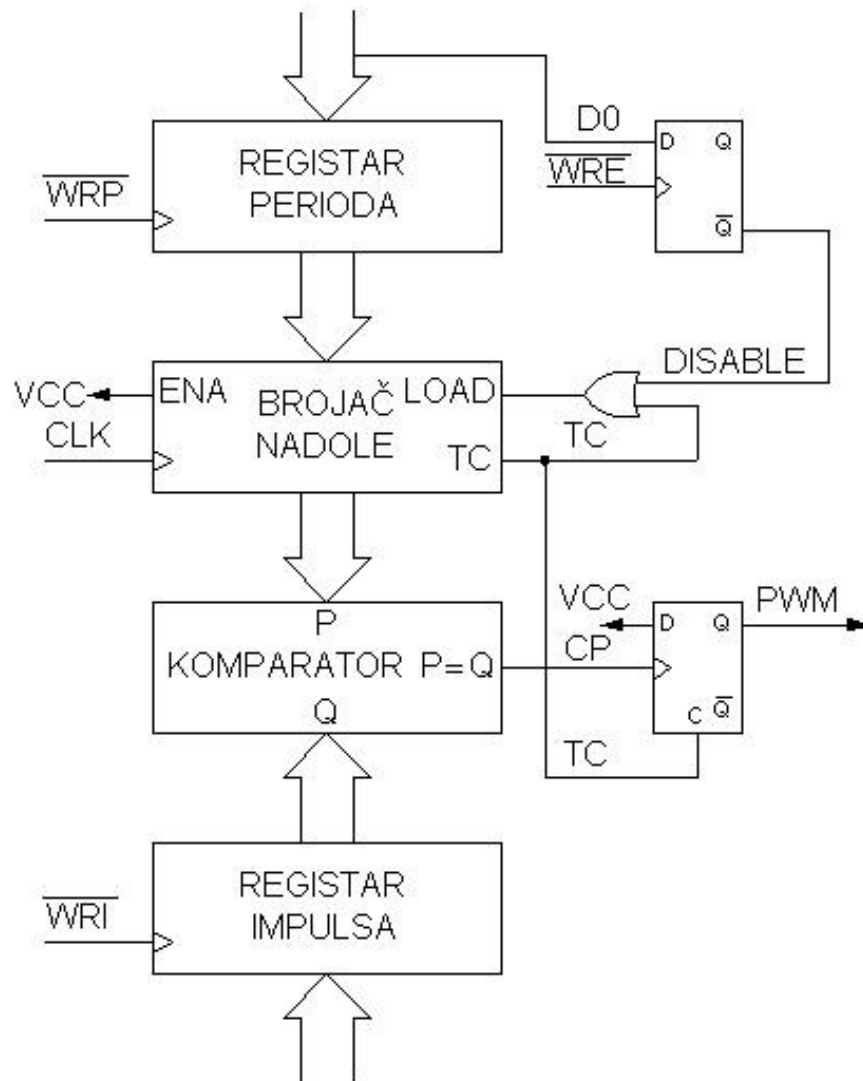 D0
D Q
WRE
Q
REGISTAR
PERIODA
WRP
DISABLE
VCC ENA BROJAČ LOAD
CLK NADOLE TC
TC
P
KOMPARATOR P=Q
Q
VCC D Q PWM
CP
C Q
TC
REGISTAR
IMPULSA
WRI